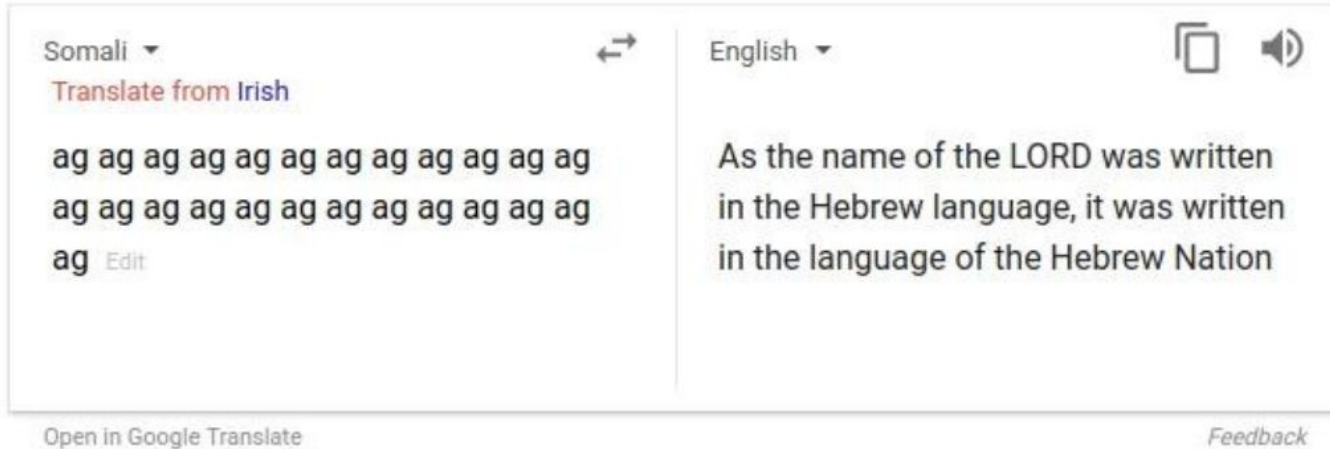 Somali
English
Translate from Irish
ag ag ag ag ag ag ag ag ag ag ag ag
ag ag ag ag ag ag ag ag ag ag ag ag
ag Edit
As the name of the LORD was written
in the Hebrew language, it was written
in the language of the Hebrew Nation
Open in Google Translate
Feedback